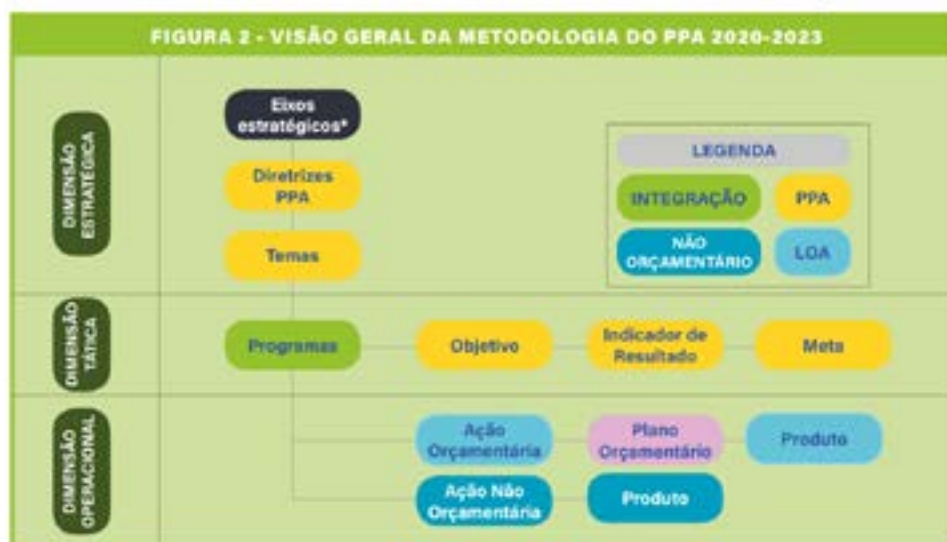 FIGURA 2 - VISÃO GERAL DA METODOLOGIA DO PPA 2020-2023
DIMENSÃO
ESTRATÉGICA
Eixos
estratégicos*
Diretrizes
PPA
Temas
LEGENDA
INTEGRAÇÃO
PPA
NÃO
ORÇAMENTÁRIO
LOA
DIMENSÃO
TÁTICA
Programas
Objetivo
Indicador de
Resultado
Meta
DIMENSÃO
OPERACIONAL
Ação
Orçamentária
Plano
Orçamentário
Produto
Ação Não
Orçamentária
Produto